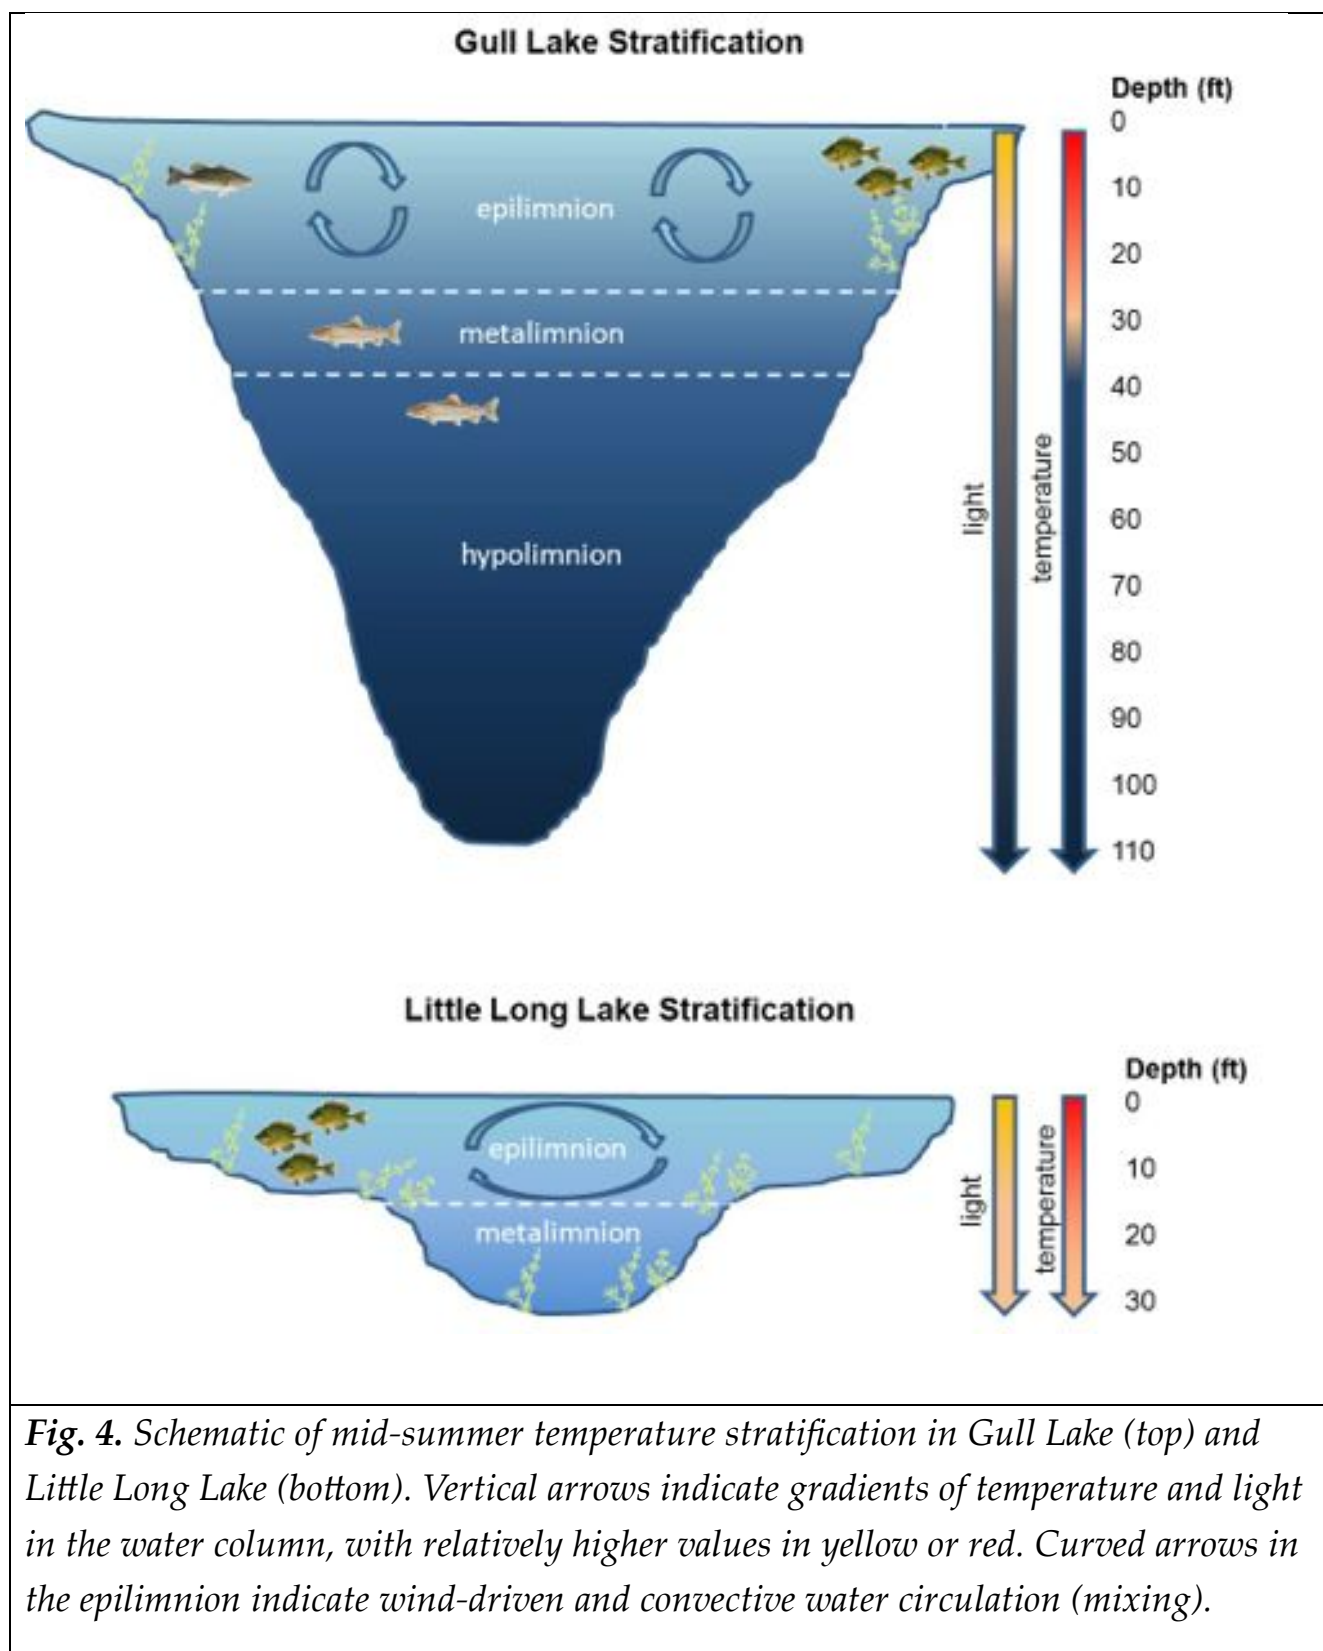 Gull Lake Stratification
Depth (ft)
0
10
20
30
40
50
60
70
80
90
100
110
epilimnion
metalimnion
hypolimnion
light
temperature
Little Long Lake Stratification
Depth (ft)
0
10
20
30
epilimnion
metalimnion
light
temperature
Fig. 4. Schematic of mid-summer temperature stratification in Gull Lake (top) and
Little Long Lake (bottom). Vertical arrows indicate gradients of temperature and light
in the water column, with relatively higher values in yellow or red. Curved arrows in
the epilimnion indicate wind-driven and convective water circulation (mixing).